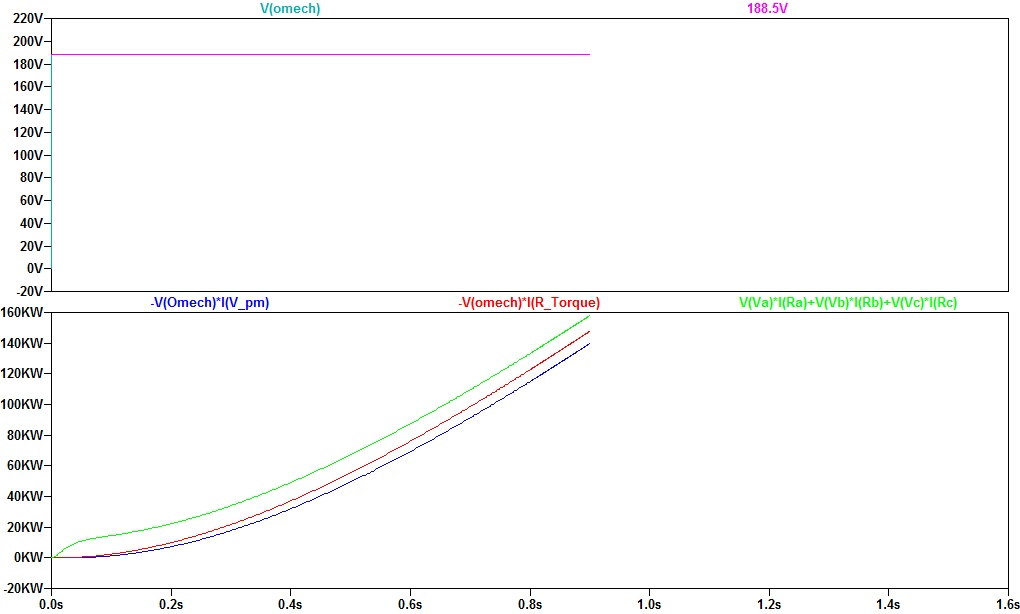 V(omech) 188.5V
220V
200V
180V
160V
140V
120V
100V
80V
60V
40V
20V
0V
-20V
-V(Omech)*I(V_pm) -V(omech)*I(R_Torque) V(Va)*I(Ra)+V(Vb)*I(Rb)+V(Vc)*I(Rc)
160KW
140KW
120KW
100KW
80KW
60KW
40KW
20KW
0KW
-20KW
0.0s 0.2s 0.4s 0.6s 0.8s 1.0s 1.2s 1.4s 1.6s